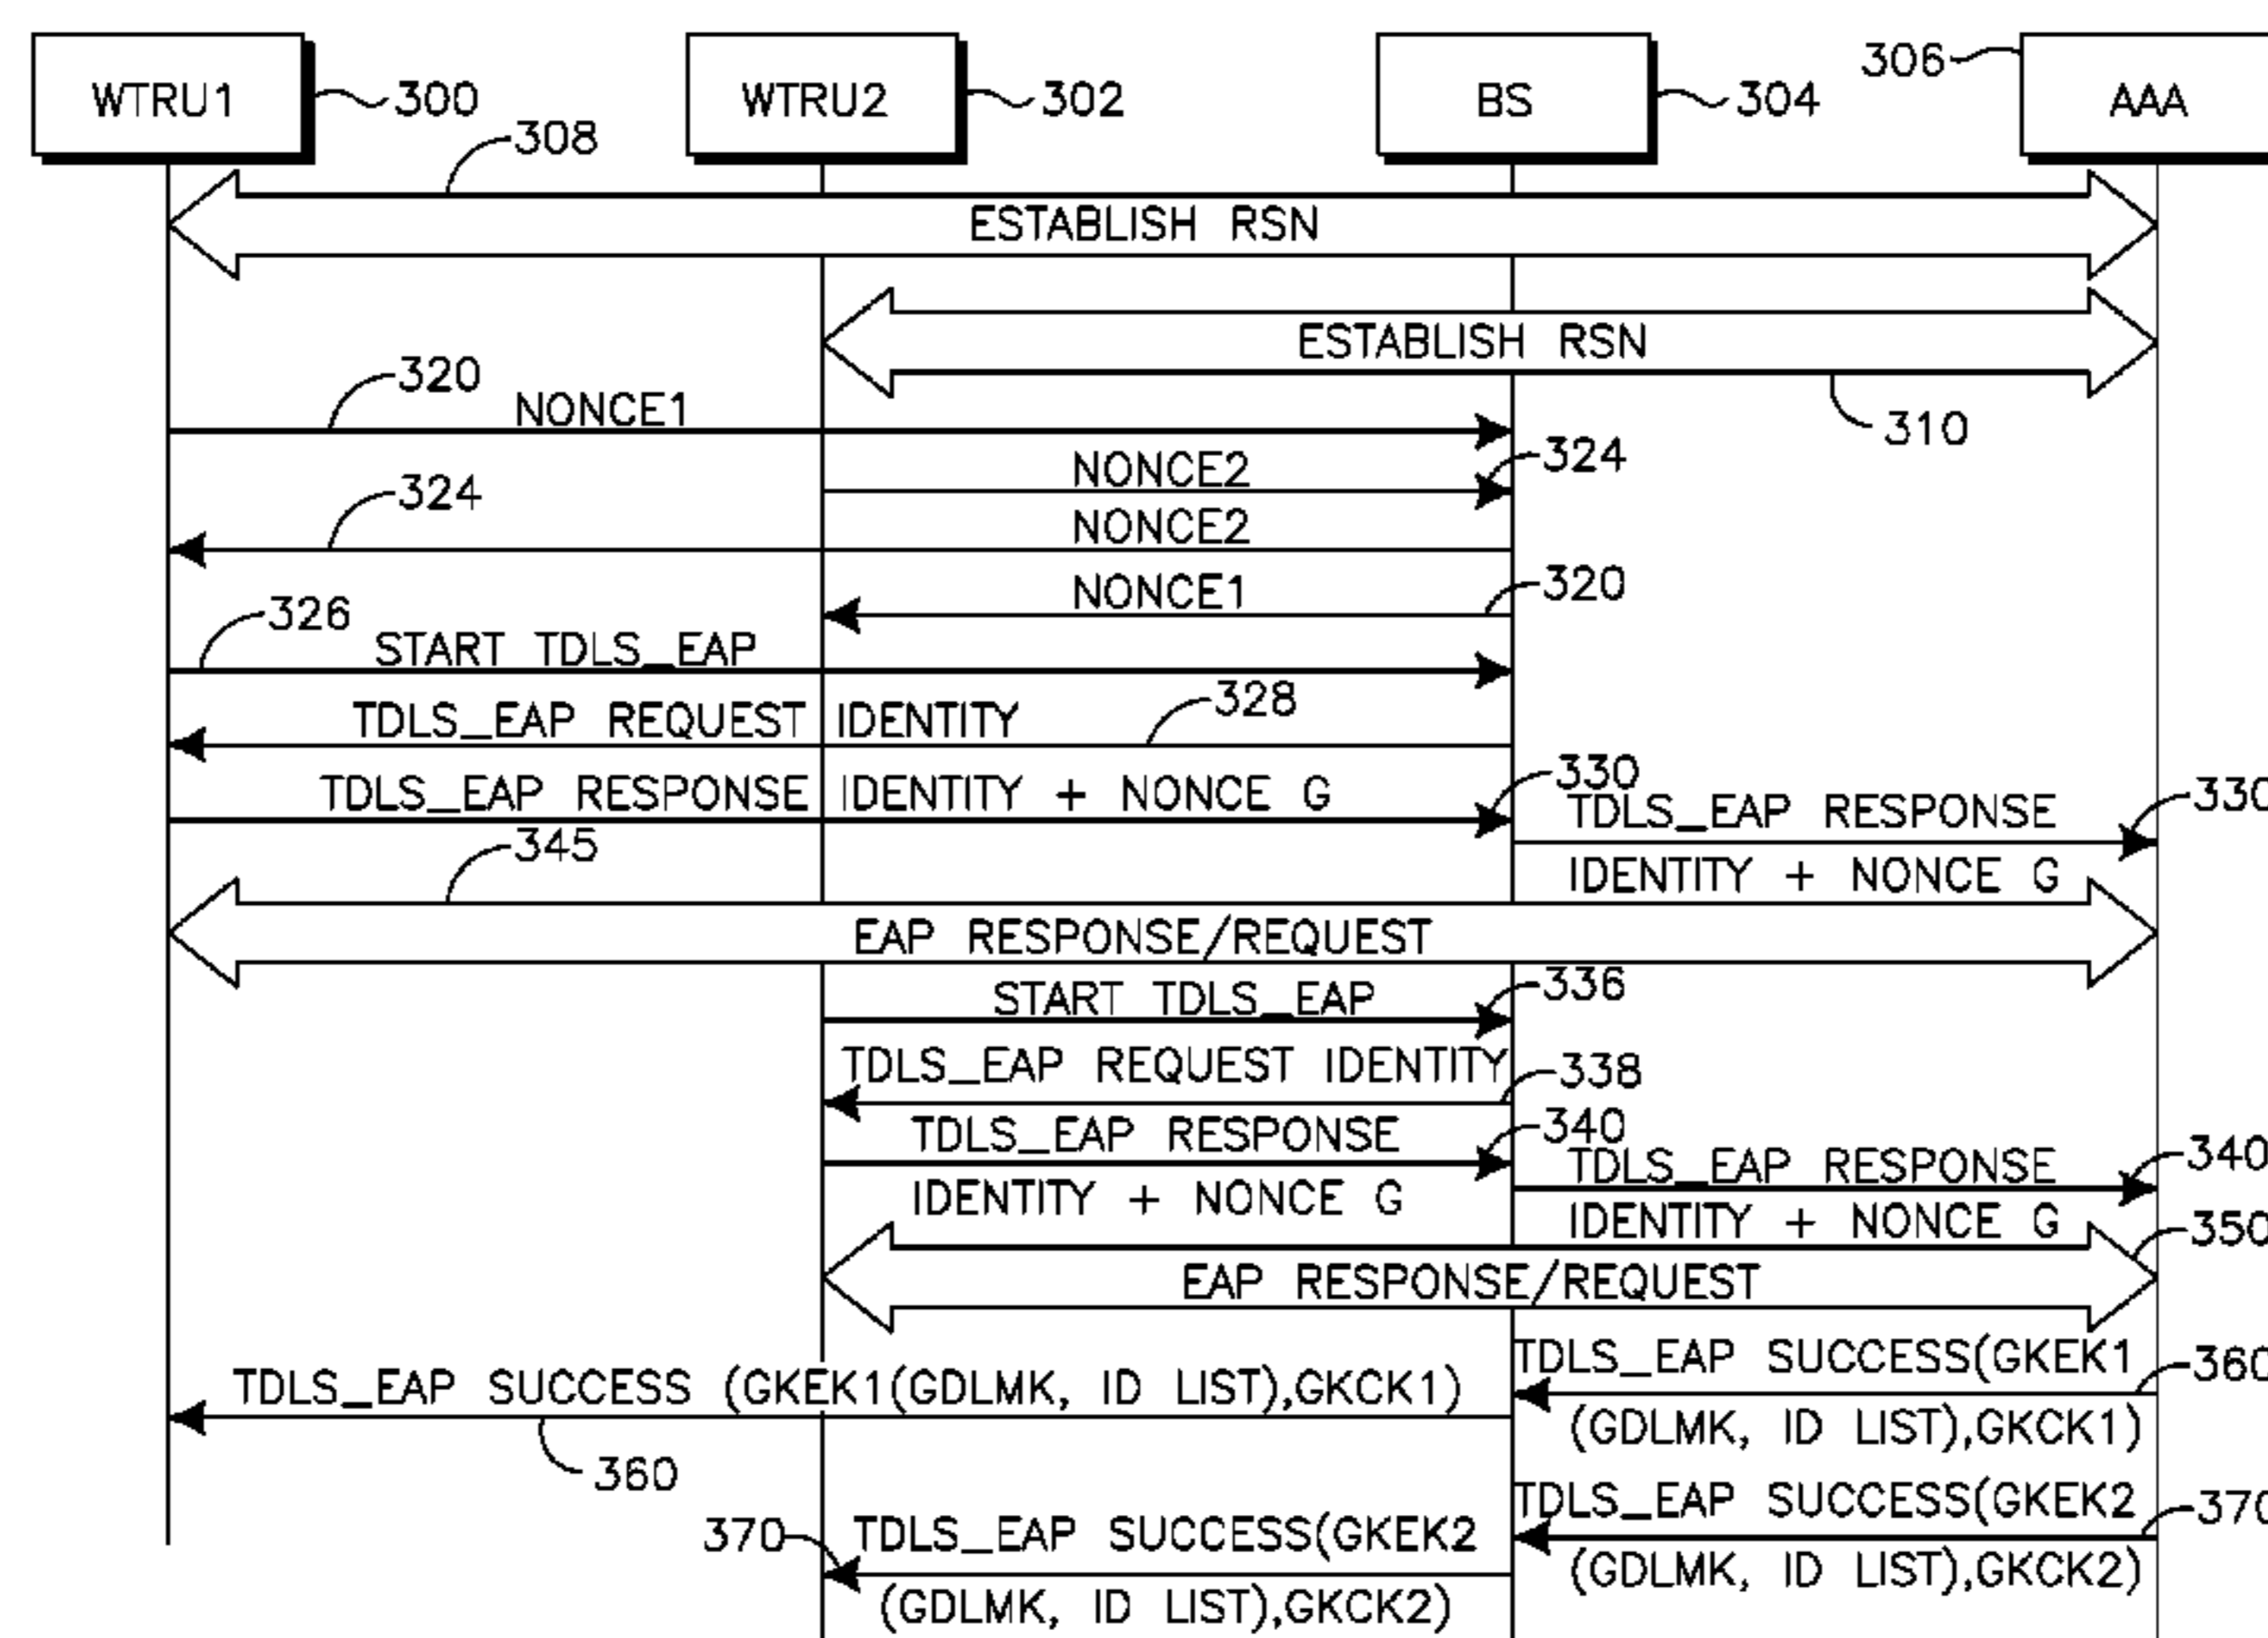 WTRU1
300
WTRU2
302
BS
304
306
AAA
308
ESTABLISH RSN
ESTABLISH RSN
310
320
NONCE1
NONCE2
324
324
NONCE2
NONCE1
320
326
START TDLS_EAP
TDLS_EAP REQUEST IDENTITY
328
TDLS_EAP RESPONSE IDENTITY + NONCE G
330
TDLS_EAP RESPONSE
330
IDENTITY + NONCE G
345
EAP RESPONSE/REQUEST
START TDLS_EAP
336
TDLS_EAP REQUEST IDENTITY
338
TDLS_EAP RESPONSE
340
IDENTITY + NONCE G
TDLS_EAP RESPONSE
340
IDENTITY + NONCE G
350
EAP RESPONSE/REQUEST
TDLS_EAP SUCCESS(GKEK1
360
(GDLMK, ID LIST),GKCK1)
TDLS_EAP SUCCESS (GKEK1(GDLMK, ID LIST),GKCK1)
360
TDLS_EAP SUCCESS(GKEK2
370
(GDLMK, ID LIST),GKCK2)
370
TDLS_EAP SUCCESS(GKEK2
(GDLMK, ID LIST),GKCK2)